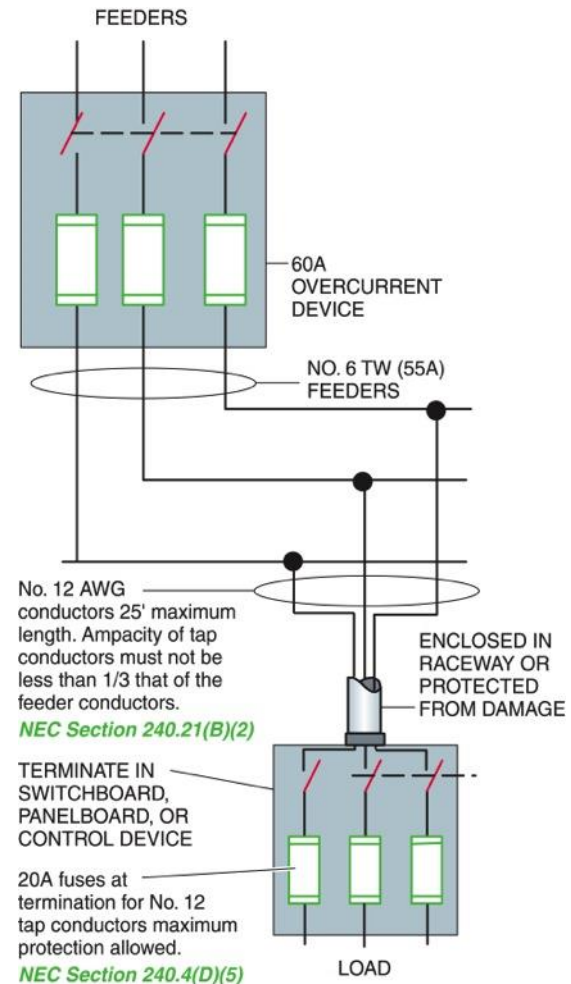 FEEDERS
60A
OVERCURRENT
DEVICE
NO. 6 TW (55A)
FEEDERS
No. 12 AWG
conductors 25' maximum
length. Ampacity of tap
conductors must not be
less than 1/3 that of the
feeder conductors.
NEC Section 240.21(B)(2)
ENCLOSED IN
RACEWAY OR
PROTECTED
FROM DAMAGE
TERMINATE IN
SWITCHBOARD,
PANELBOARD, OR
CONTROL DEVICE
20A fuses at
termination for No. 12
tap conductors maximum
protection allowed.
NEC Section 240.4(D)(5)
LOAD